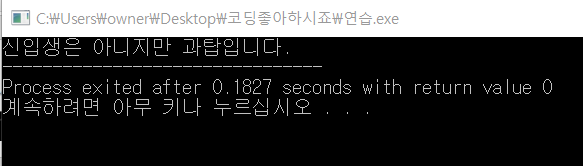 C:₩Users₩owner₩Desktop₩코딩좋아하시죠₩연습.exe
신입생은 아니지만 과탑입니다.
--------------------------------
Process exited after 0.1827 seconds with return value 0
계속하려면 아무 키나 누르십시오 . . .